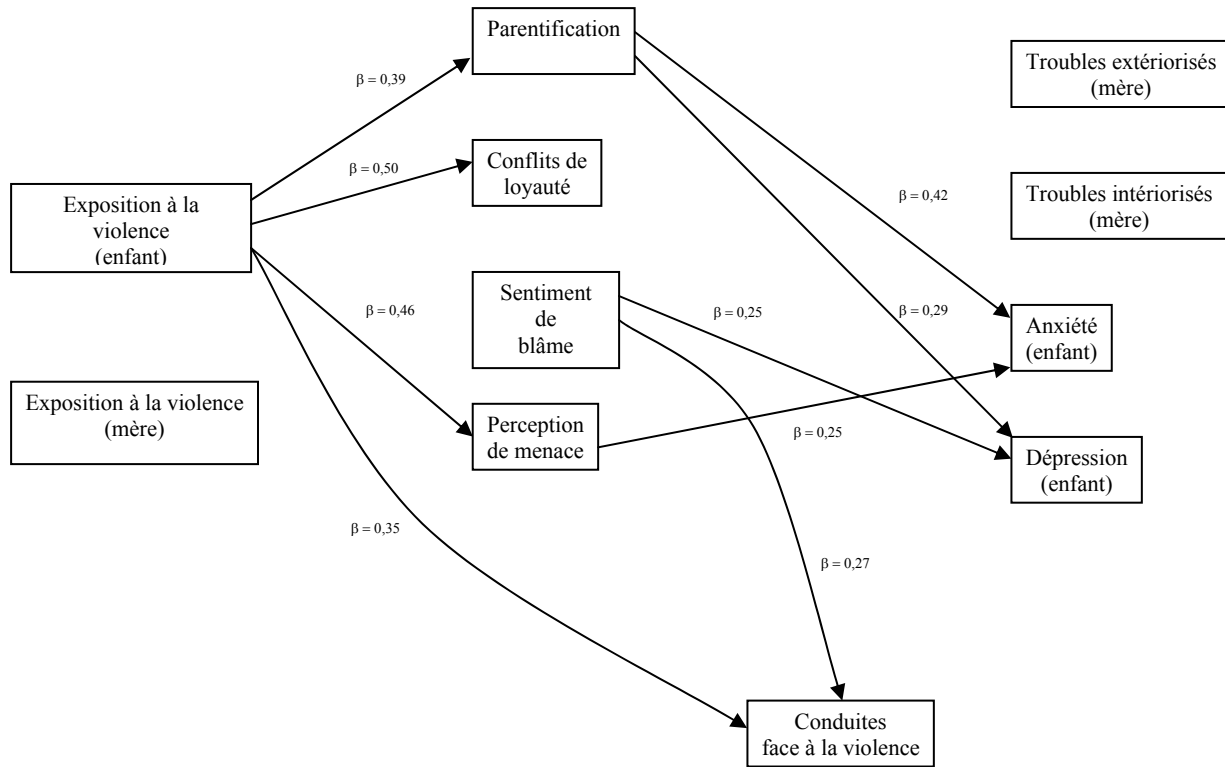 Parentification
Troubles extériorisés
(mère)
β = 0,39
Conflits de
loyauté
β = 0,50
Exposition à la
violence
(enfant)
Troubles intériorisés
(mère)
β = 0,42
Sentiment
de
blâme
β = 0,46
β = 0,25
β = 0,29
Anxiété
(enfant)
Exposition à la violence
(mère)
Perception
de menace
β = 0,25
Dépression
(enfant)
β = 0,35
β = 0,27
Conduites
face à la violence